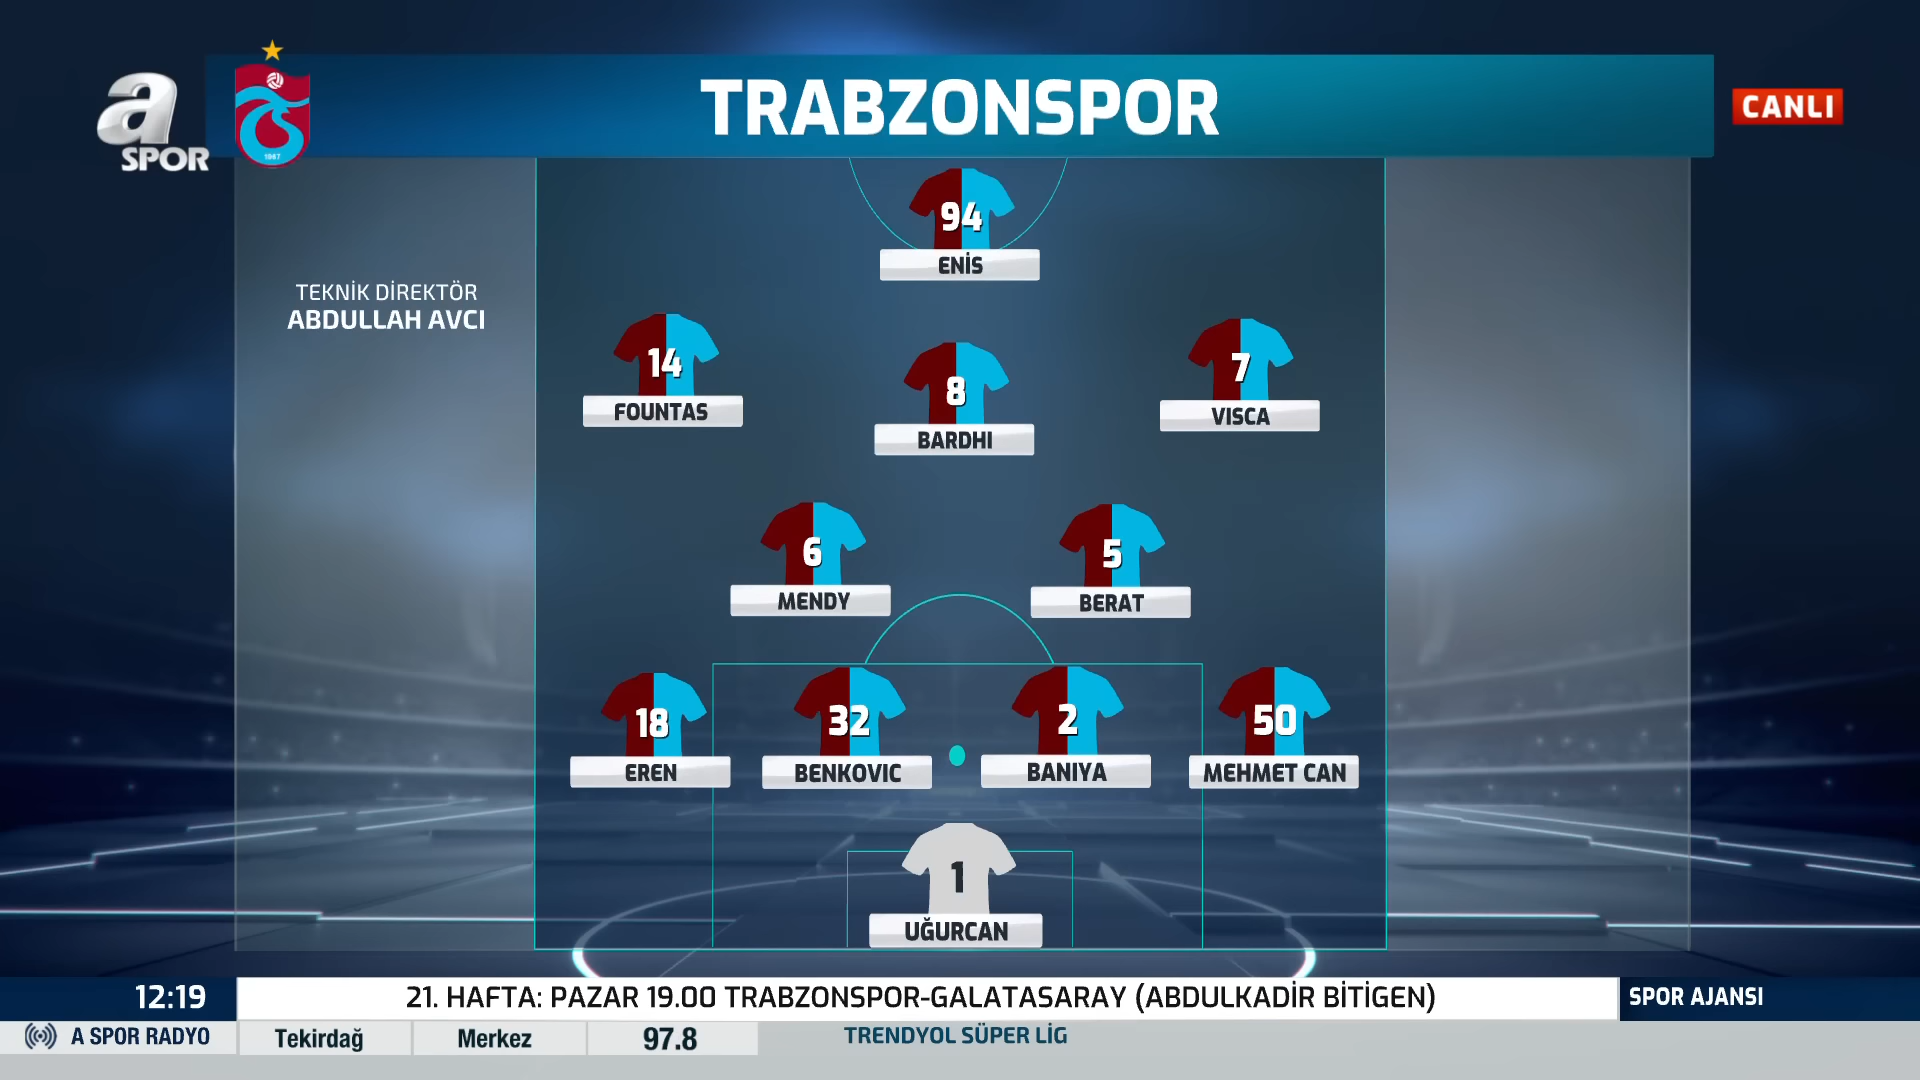 a
SPOR
1967
TRABZONSPOR
CANLI
TEKNİK DİREKTÖR
ABDULLAH AVCI
94
ENİS
14
FOUNTAS
8
BARDHI
7
VISCA
6
MENDY
5
BERAT
18
EREN
32
BENKOVIC
2
BANIYA
50
MEHMET CAN
1
UĞURCAN
12:19
21. HAFTA: PAZAR 19.00 TRABZONSPOR-GALATASARAY (ABDULKADİR BİTİGEN)
SPOR AJANSI
A SPOR RADYO
Tekirdağ
Merkez
97.8
TRENDYOL SÜPER LİG